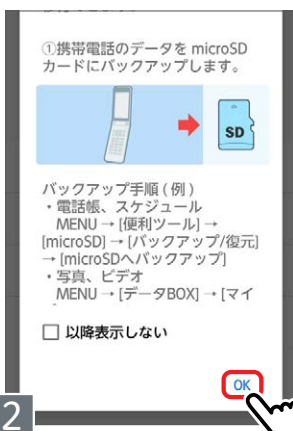 ①携帯電話のデータを microSD
カードにバックアップします。
SD
バックアップ手順(例)
・電話帳、スケジュール
MENU → [便利ツール] →
[microSD] → [バックアップ/復元]
→ [microSDへバックアップ]
・写真、ビデオ
MENU → [データBOX] → [マイ
以降表示しない
OK
2